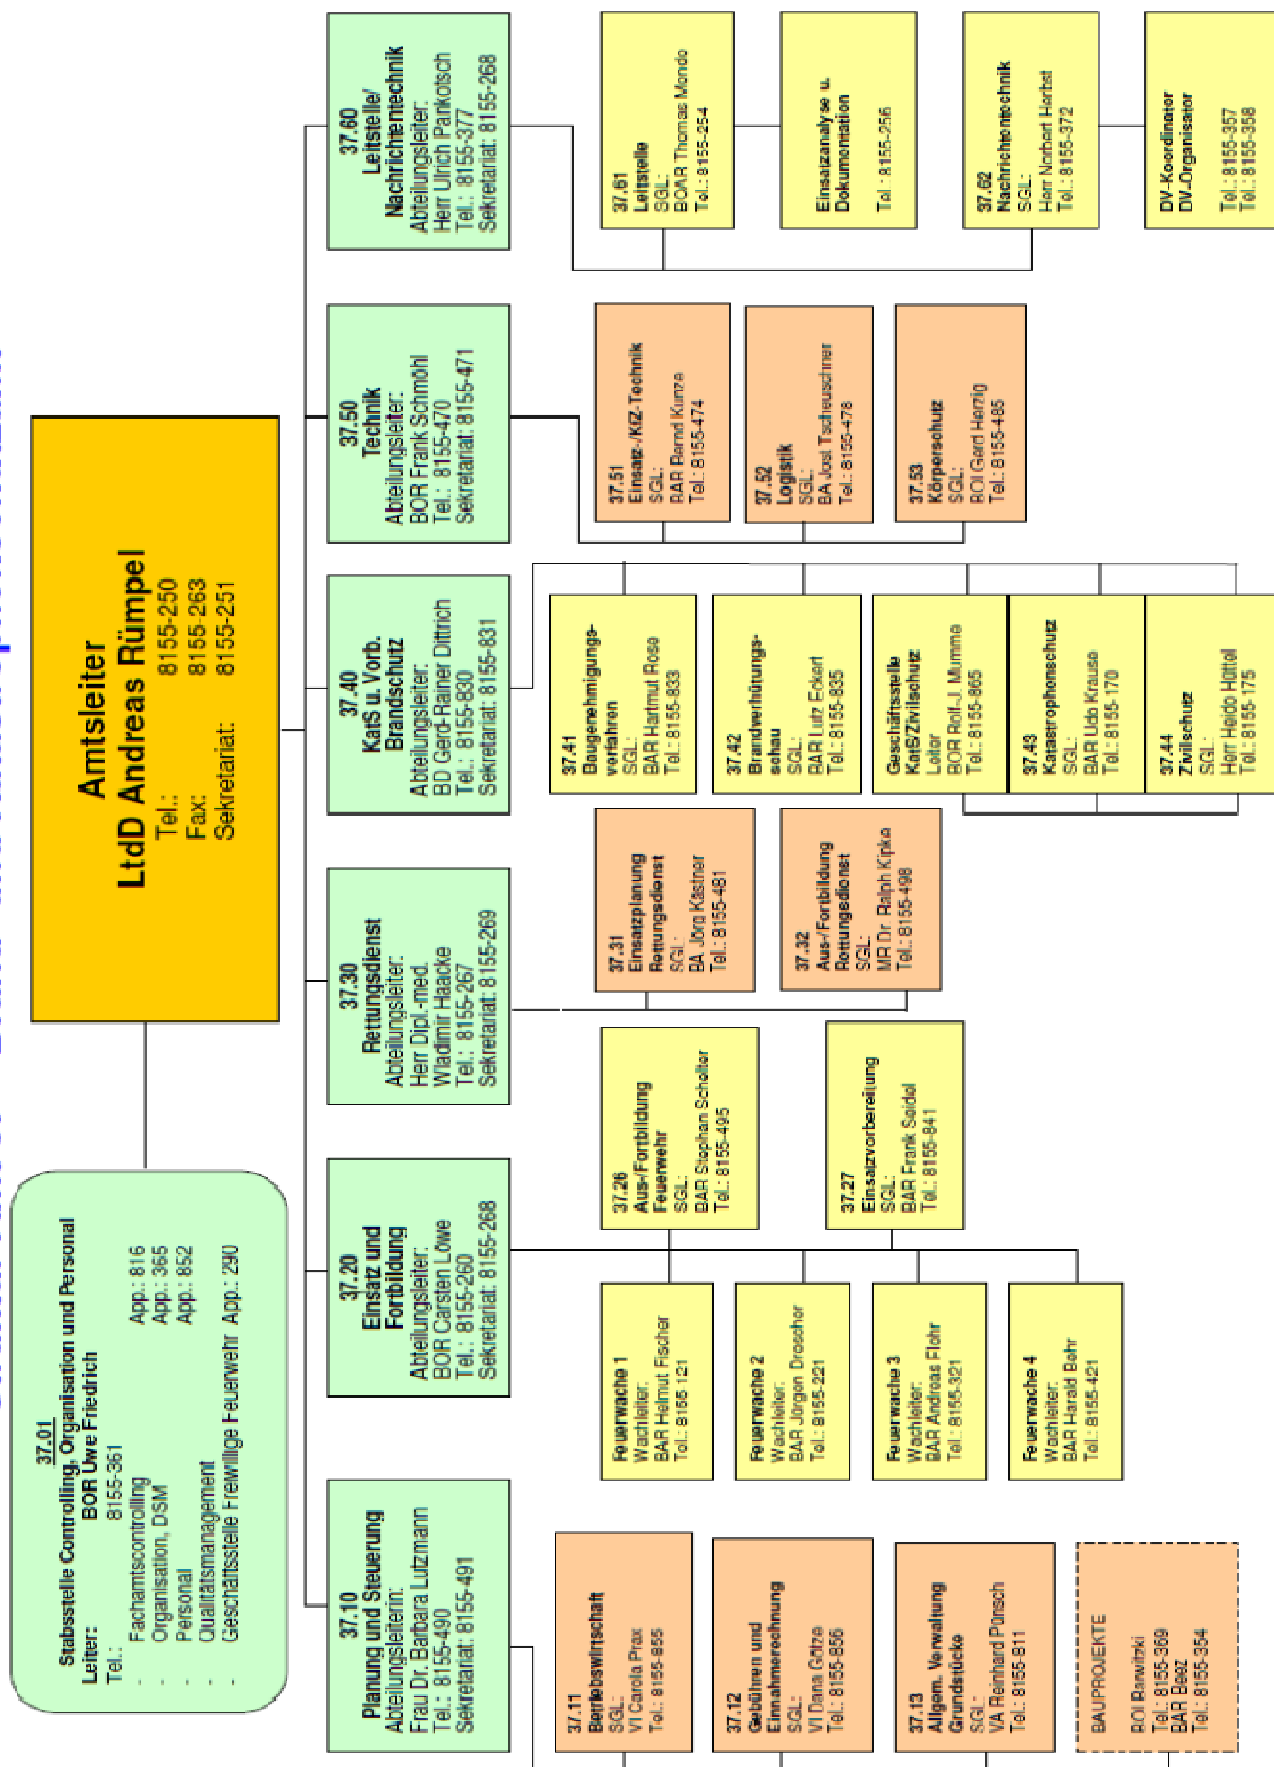 Amtsleiter
LtdD Andreas Rümpel
Tel.: 8155-250
Fax: 8155-263
Sekretariat: 8155-251
37.01
Stabsstelle Controlling, Organisation und Personal
Leiter: BOR Uwe Friedrich
Tel.: 8155-361
- Fachamtscontrolling App.: 816
- Organisation, DSM App.: 365
- Personal App.: 852
- Qualitätsmanagement
- Geschäftsstelle Freiwillige Feuerwehr App.: 290
37.10
Planung und Steuerung
Abteilungsleiterin:
Frau Dr. Barbara Lutzmann
Tel.: 8155-490
Sekretariat: 8155-491
37.20
Einsatz und
Fortbildung
Abteilungsleiter:
BOR Carsten Löwe
Tel.: 8155-260
Sekretariat: 8155-268
37.30
Rettungsdienst
Abteilungsleiter:
Herr Dipl.-med.
Wladimir Haacke
Tel.: 8155-267
Sekretariat: 8155-269
37.40
KatS u. Vorb.
Brandschutz
Abteilungsleiter:
BD Gerd-Rainer Dittrich
Tel.: 8155-830
Sekretariat: 8155-831
37.50
Technik
Abteilungsleiter:
BOR Frank Schmöhl
Tel.: 8155-470
Sekretariat: 8155-471
37.60
Leitstelle/
Nachrichtentechnik
Abteilungsleiter:
Herr Ulrich Pankotsch
Tel.: 8155-377
Sekretariat: 8155-268
37.11
Betriebswirtschaft
SGL:
VI Carola Prax
Tel.: 8155-855
37.12
Gebühren und
Einnahmerechnung
SGL:
VI Dana Götze
Tel.: 8155-856
37.13
Allgem. Verwaltung
Grundstücke
SGL:
VA Reinhard Pünsch
Tel.: 8155-811
BAUPROJEKTE
BOI Barwitzki
Tel.: 8155-369
BAR Beez
Tel.: 8155-354
Feuerwache 1
Wachleiter:
BAR Helmut Fischer
Tel.: 8155-121
Feuerwache 2
Wachleiter:
BAR Jürgen Drescher
Tel.: 8155-221
Feuerwache 3
Wachleiter:
BAR Andreas Flohr
Tel.: 8155-321
Feuerwache 4
Wachleiter:
BAR Harald Behr
Tel.: 8155-421
37.26
Aus-/Fortbildung
Feuerwehr
SGL:
BAR Stephan Schelter
Tel.: 8155-495
37.27
Einsatzvorbereitung
SGL:
BAR Frank Seidel
Tel.: 8155-841
37.31
Einsatzplanung
Rettungsdienst
SGL:
BA Jörg Kästner
Tel.: 8155-481
37.32
Aus-/Fortbildung
Rettungsdienst
SGL:
MR Dr. Ralph Kipke
Tel.: 8155-498
37.41
Baugenehmigungs-
verfahren
SGL:
BAR Hartmut Rose
Tel.: 8155-833
37.42
Brandverhütungs-
schau
SGL:
BAR Lutz Eckert
Tel.: 8155-835
Geschäftsstelle
KatS/Zivilschutz
Leiter
BOR Rolf-J. Mumme
Tel.: 8155-865
37.43
Katastrophenschutz
SGL:
BAR Udo Krause
Tel.: 8155-170
37.44
Zivilschutz
SGL:
Herr Heido Hüttel
Tel.: 8155-175
37.51
Einsatz-/KfZ-Technik
SGL:
BAR Bernd Kunze
Tel.: 8155-474
37.52
Logistik
SGL:
BA Jost Tscheuschner
Tel.: 8155-478
37.53
Körperschutz
SGL:
BOI Gerd Herzig
Tel.: 8155-485
37.61
Leitstelle
SGL:
BOAR Thomas Mende
Tel.: 8155-254
Einsatzanalyse u.
Dokumentation
Tel.: 8155-256
37.62
Nachrichtentechnik
SGL:
Herr Norbert Herbst
Tel.: 8155-372
DV-Koordinator
DV-Organisator
Tel.: 8155-357
Tel.: 8155-358